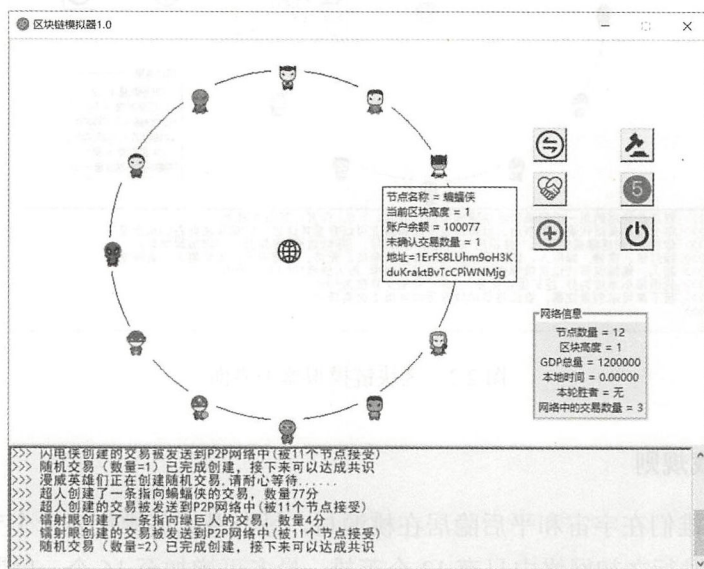 区块链模拟器1.0
节点名称 = 蝙蝠侠
当前区块高度 = 1
账户余额 = 100077
未确认交易数量 = 1
地址=1ErFS8LUhm9oH3K
duKraktBvTcCPiWNMjg
5
网络信息
节点数量 = 12
区块高度 = 1
GDP总量 = 1200000
本地时间 = 0.00000
本轮胜者 = 无
网络中的交易数量 = 3
>>> 闪电侠创建的交易被发送到P2P网络中(被11个节点接受)
>>> 随机交易（数量=1）已完成创建，接下来可以达成共识
>>> 漫威英雄们正在创建随机交易,请耐心等待......
>>> 超人创建了一条指向蝙蝠侠的交易，数量77分
>>> 超人创建的交易被发送到P2P网络中(被11个节点接受)
>>> 镭射眼创建了一条指向绿巨人的交易，数量4分
>>> 镭射眼创建的交易被发送到P2P网络中(被11个节点接受)
>>> 随机交易（数量=2）已完成创建，接下来可以达成共识
>>>